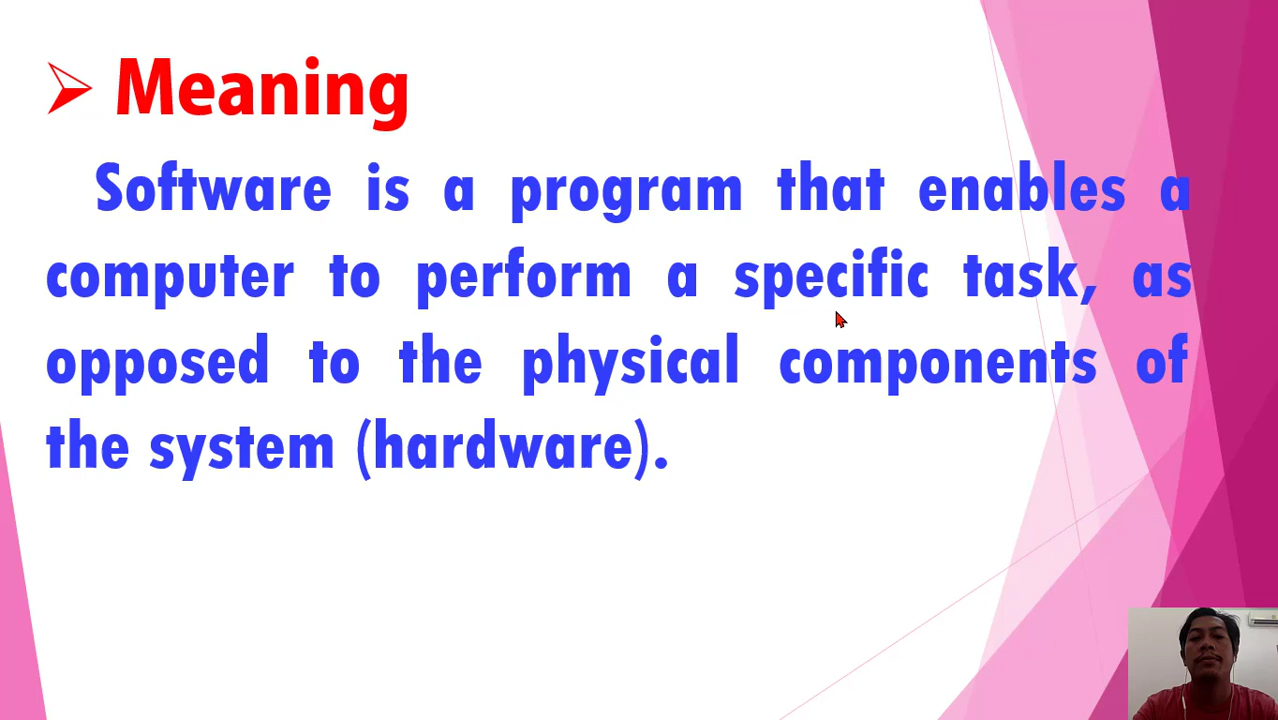 Meaning
Software is a program that enables a
computer to perform a specific task, as
opposed to the physical components of
the system (hardware).